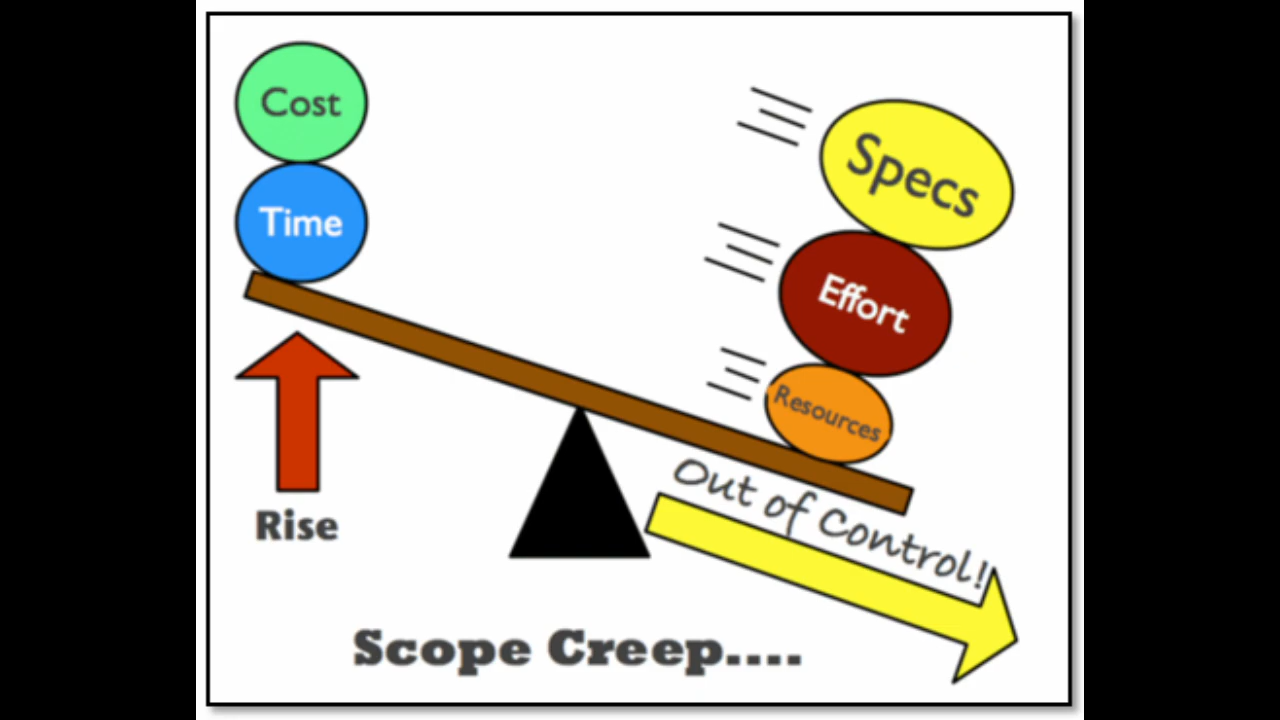 Cost
Time
Specs
Effort
Resources
Out of Control!
Rise
Scope Creep....